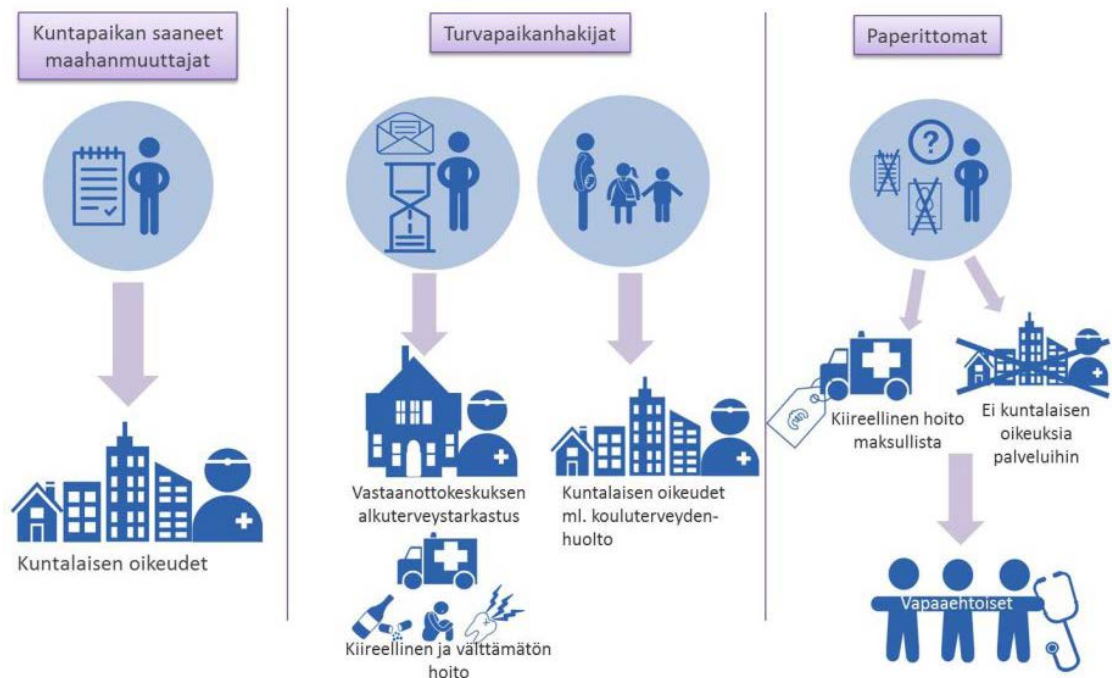 Kuntapaikan saaneet
maahanmuuttajat
Kuntalaisen oikeudet
Turvapaikanhakijat
Vastaanottokeskuksen
alkuterveystarkastus
Kiireellinen ja välttämätön
hoito
Kuntalaisen oikeudet
ml. kouluterveyden-
huolto
Paperittomat
?
Kiireellinen hoito
maksullista
Ei kuntalaisen
oikeuksia
palveluihin
Vapaaehtoiset